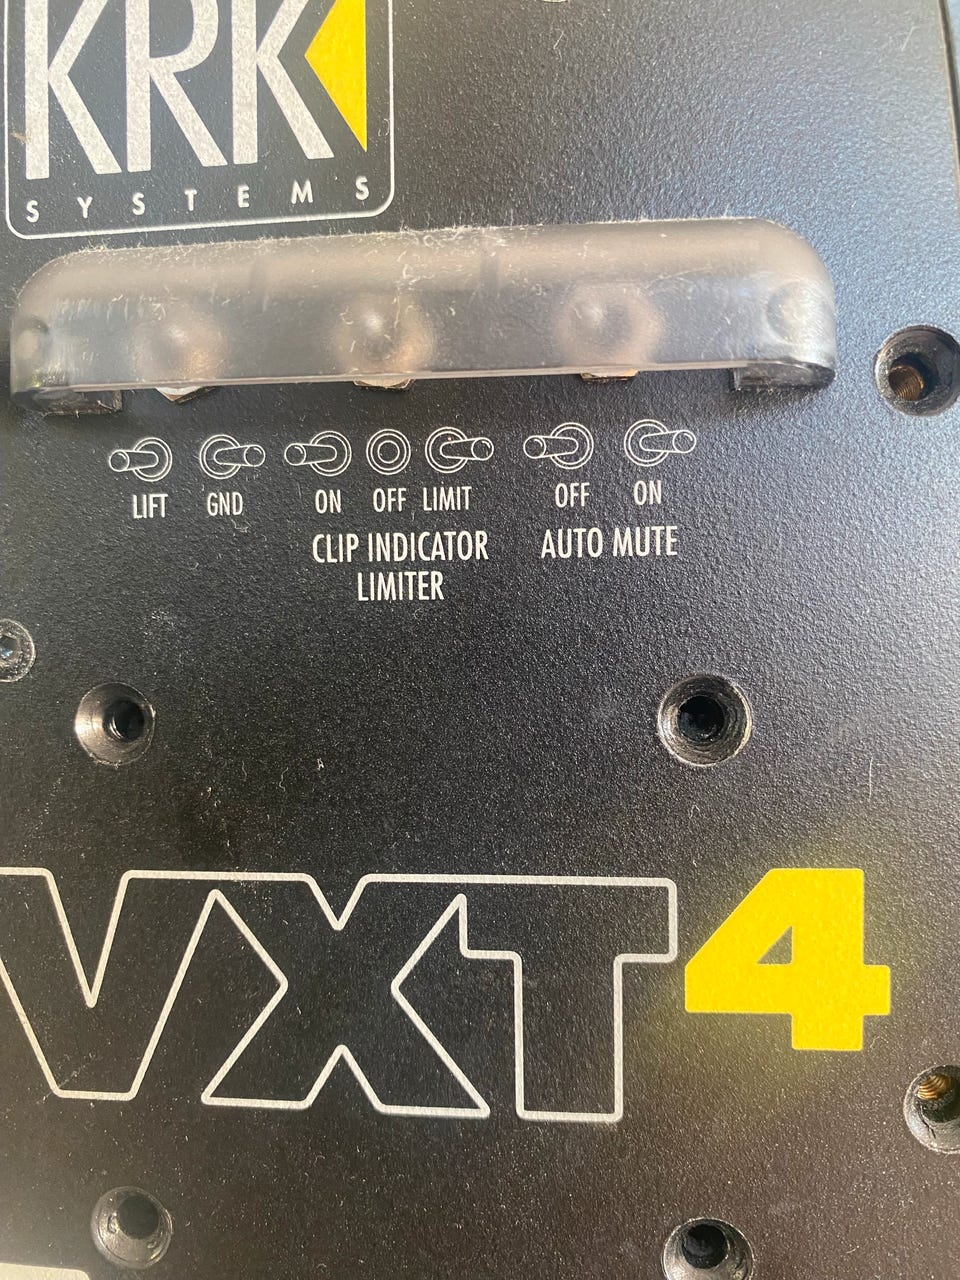 KRK
SYSTEMS
LIFT GND ON OFF LIMIT OFF ON
CLIP INDICATOR AUTO MUTE
LIMITER
VXT4